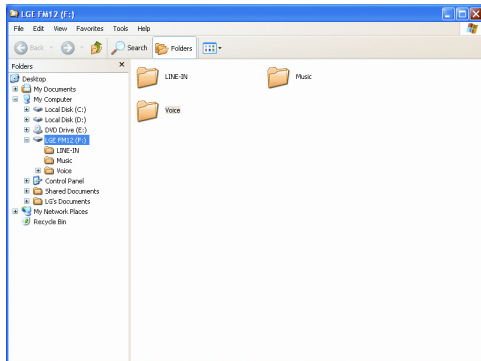 LGE FM12 (F:)
File Edit View Favorites Tools Help
Back Search Folders
Folders
Desktop
My Documents
My Computer
Local Disk (C:)
Local Disk (D:)
DVD Drive (E:)
LGE FM12 (F:)
LINE-IN
Music
Voice
Control Panel
Shared Documents
LG's Documents
My Network Places
Recycle Bin
LINE-IN Music
Voice